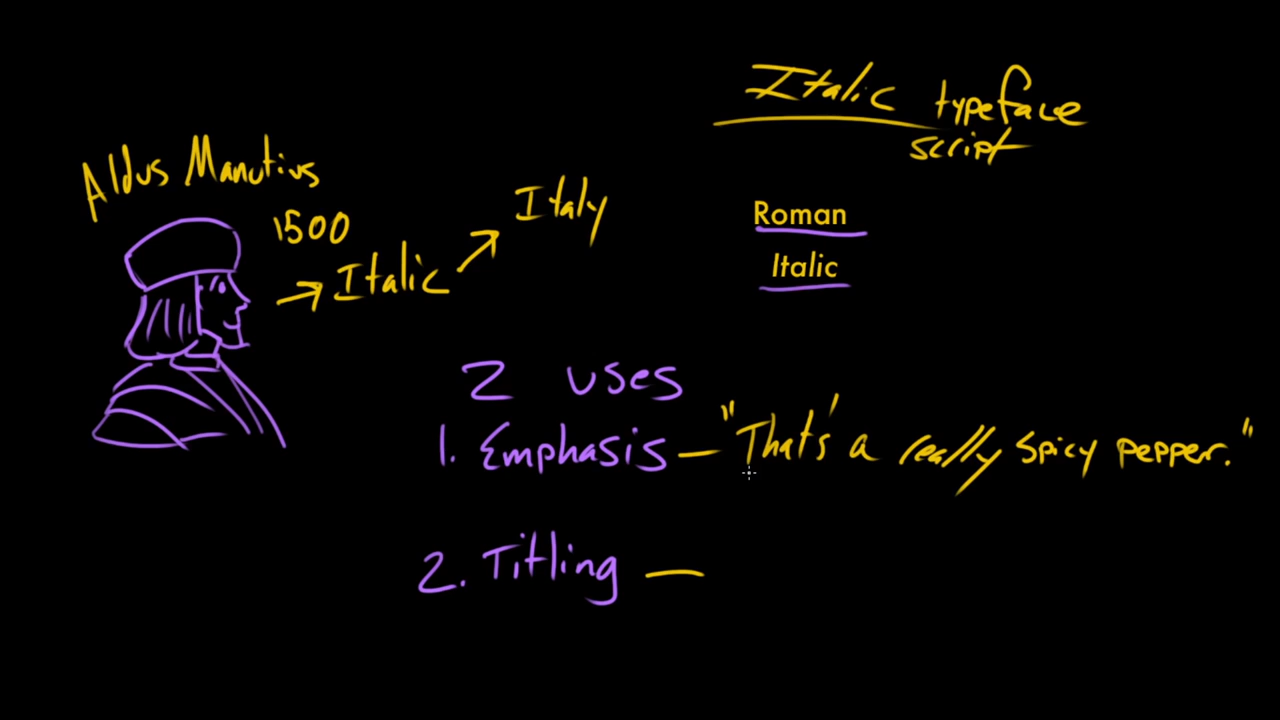 Italic typeface
script
Aldus Manutius
1500
Italic
Italy
Roman
Italic
2 uses
1. Emphasis — "That's a really spicy pepper."
2. Titling —